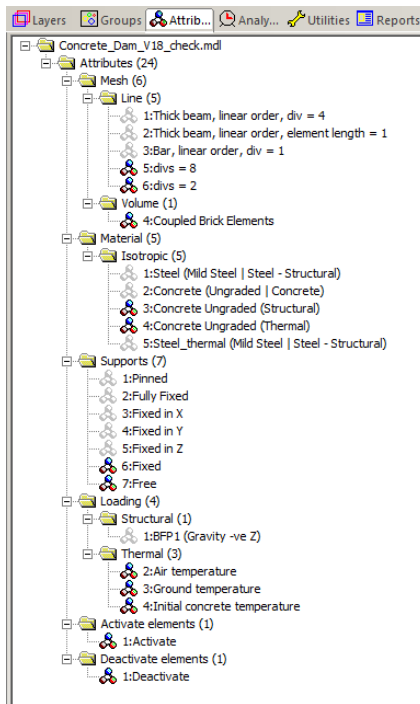 Layers Groups Attrib... Analy... Utilities Reports
Concrete_Dam_V18_check.mdl
Attributes (24)
Mesh (6)
Line (5)
1:Thick beam, linear order, div = 4
2:Thick beam, linear order, element length = 1
3:Bar, linear order, div = 1
5:divs = 8
6:divs = 2
Volume (1)
4:Coupled Brick Elements
Material (5)
Isotropic (5)
1:Steel (Mild Steel | Steel - Structural)
2:Concrete (Ungraded | Concrete)
3:Concrete Ungraded (Structural)
4:Concrete Ungraded (Thermal)
5:Steel_thermal (Mild Steel | Steel - Structural)
Supports (7)
1:Pinned
2:Fully Fixed
3:Fixed in X
4:Fixed in Y
5:Fixed in Z
6:Fixed
7:Free
Loading (4)
Structural (1)
1:BFP1 (Gravity -ve Z)
Thermal (3)
2:Air temperature
3:Ground temperature
4:Initial concrete temperature
Activate elements (1)
1:Activate
Deactivate elements (1)
1:Deactivate